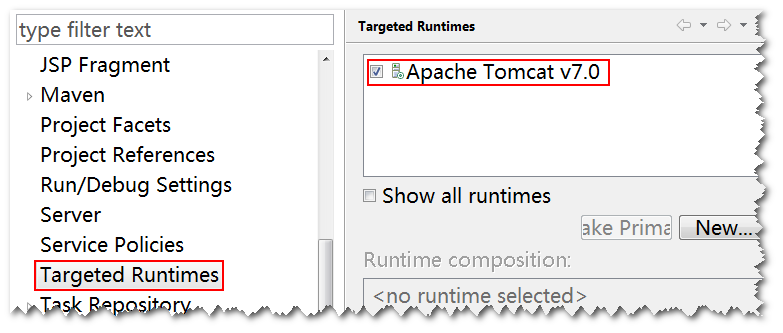 type filter text
JSP Fragment
Maven
Project Facets
Project References
Run/Debug Settings
Server
Service Policies
Targeted Runtimes
Task Repository
Targeted Runtimes
Apache Tomcat v7.0
Show all runtimes
ake Prima
New...
Runtime composition:
<no runtime selected>